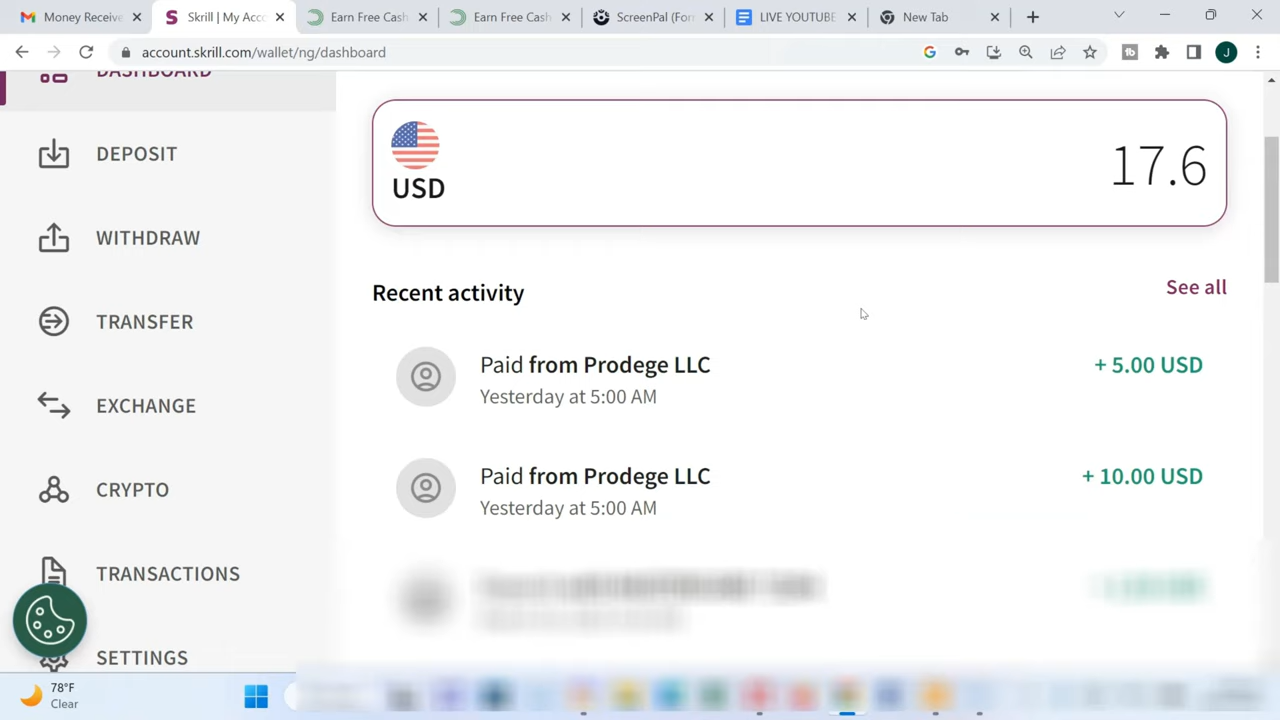 Money Receive
Skrill | My Acc
Earn Free Cash
Earn Free Cash
ScreenPal (For
LIVE YOUTUBE
New Tab
account.skrill.com/wallet/ng/dashboard
G
tb
J
DASHBOARD
DEPOSIT
WITHDRAW
TRANSFER
EXCHANGE
CRYPTO
TRANSACTIONS
SETTINGS
USD
17.6
Recent activity
See all
Paid from Prodege LLC
+ 5.00 USD
Yesterday at 5:00 AM
Paid from Prodege LLC
+ 10.00 USD
Yesterday at 5:00 AM
78°F
Clear